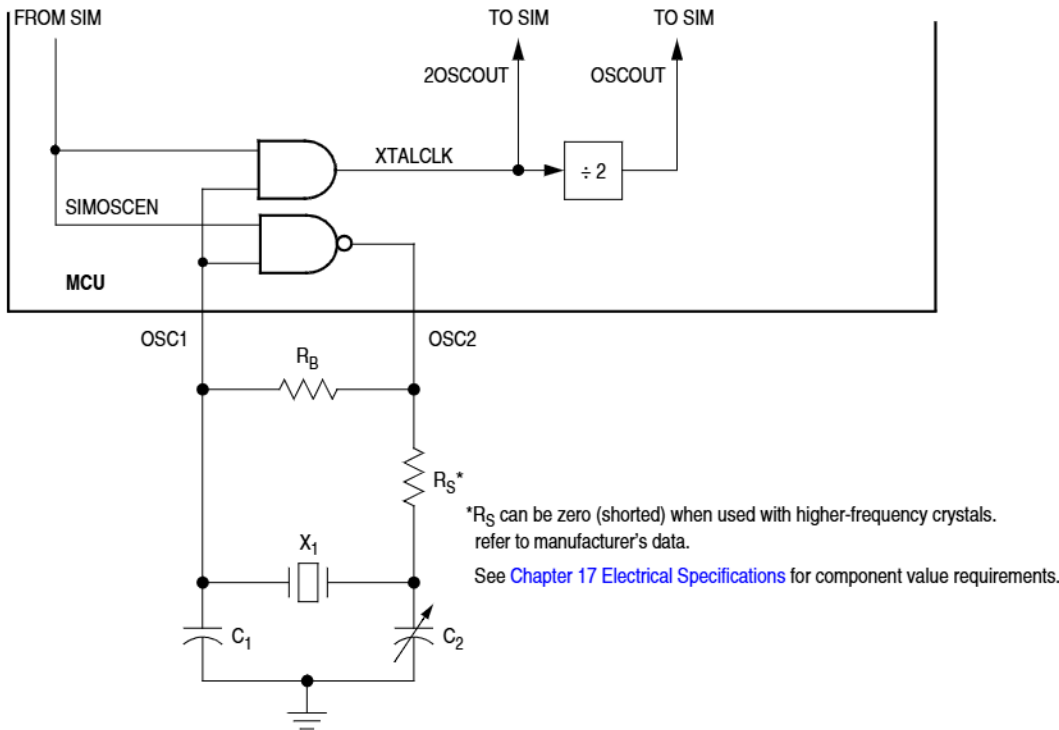 FROM SIM
TO SIM
TO SIM
2OSCOUT
OSCOUT
XTALCLK
÷ 2
SIMOSCEN
MCU
OSC1
OSC2
RB
RS*
*RS can be zero (shorted) when used with higher-frequency crystals.
refer to manufacturer's data.
X1
See Chapter 17 Electrical Specifications for component value requirements.
C1
C2